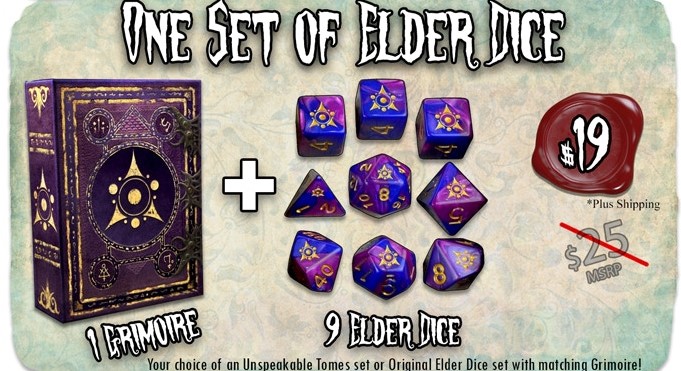 One Set of Elder Dice
$19
*Plus Shipping
$25
MSRP
1 Grimoire
9 Elder Dice
Your choice of an Unspeakable Tomes set or Original Elder Dice set with matching Grimoire!